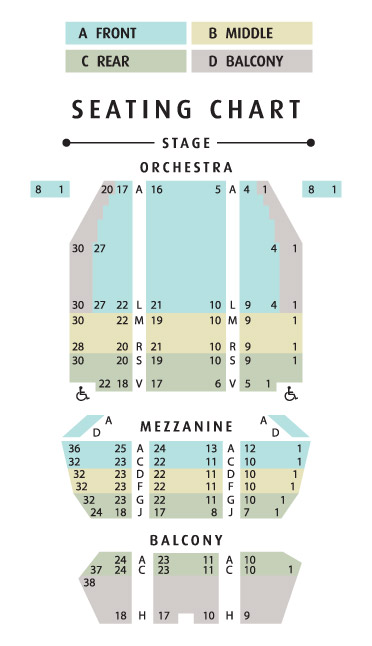 A FRONT B MIDDLE
C REAR D BALCONY
SEATING CHART
STAGE
ORCHESTRA
8 1 20 17 A 16 5 A 4 1 8 1
30 27 4 1
30 27 22 L 21 10 L 9 4 1
30 22 M 19 10 M 9 1
28 20 R 21 10 R 9 1
30 20 S 19 10 S 9 1
22 18 V 17 6 V 5 1
MEZZANINE
A A
D D
36 25 A 24 13 A 12 1
32 23 C 22 11 C 10 1
32 23 D 22 11 D 10 1
32 23 F 22 11 F 10 1
32 23 G 22 11 G 10 1
24 18 J 17 8 J 7 1
BALCONY
24 A 23 11 A 10
37 24 C 23 11 C 10 1
38
18 H 17 10 H 9